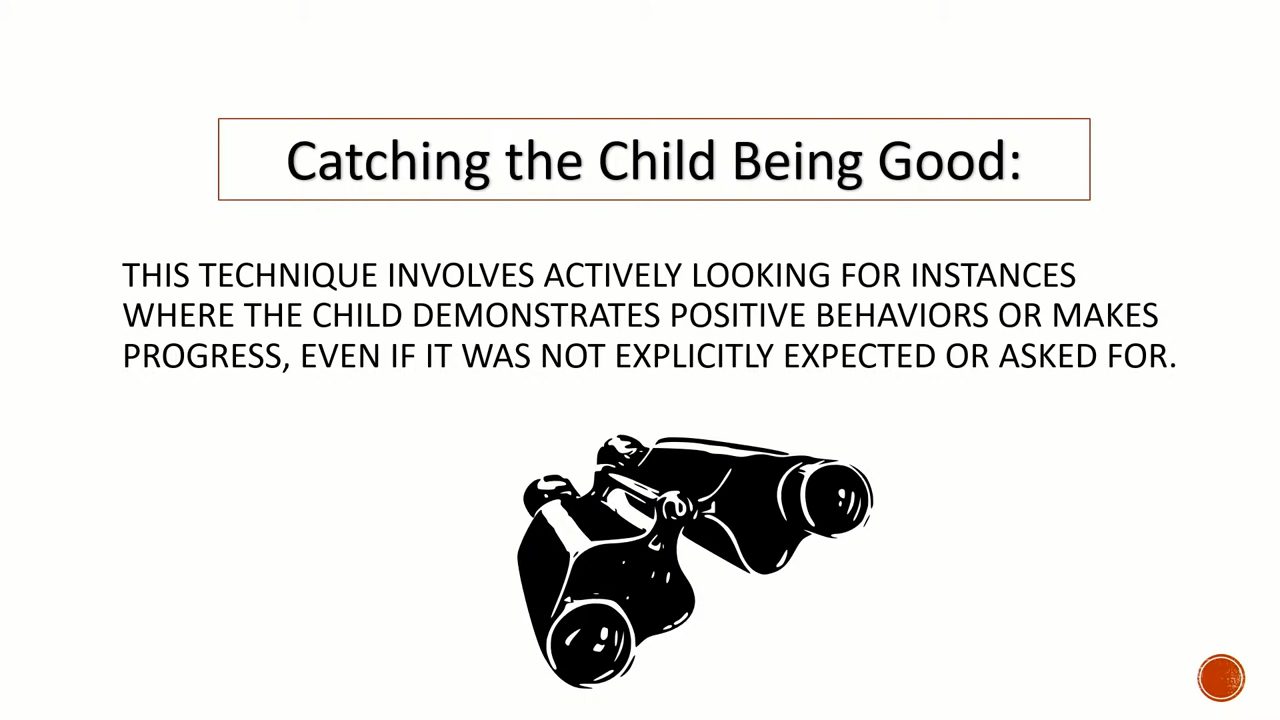 Catching the Child Being Good:
THIS TECHNIQUE INVOLVES ACTIVELY LOOKING FOR INSTANCES
WHERE THE CHILD DEMONSTRATES POSITIVE BEHAVIORS OR MAKES
PROGRESS, EVEN IF IT WAS NOT EXPLICITLY EXPECTED OR ASKED FOR.